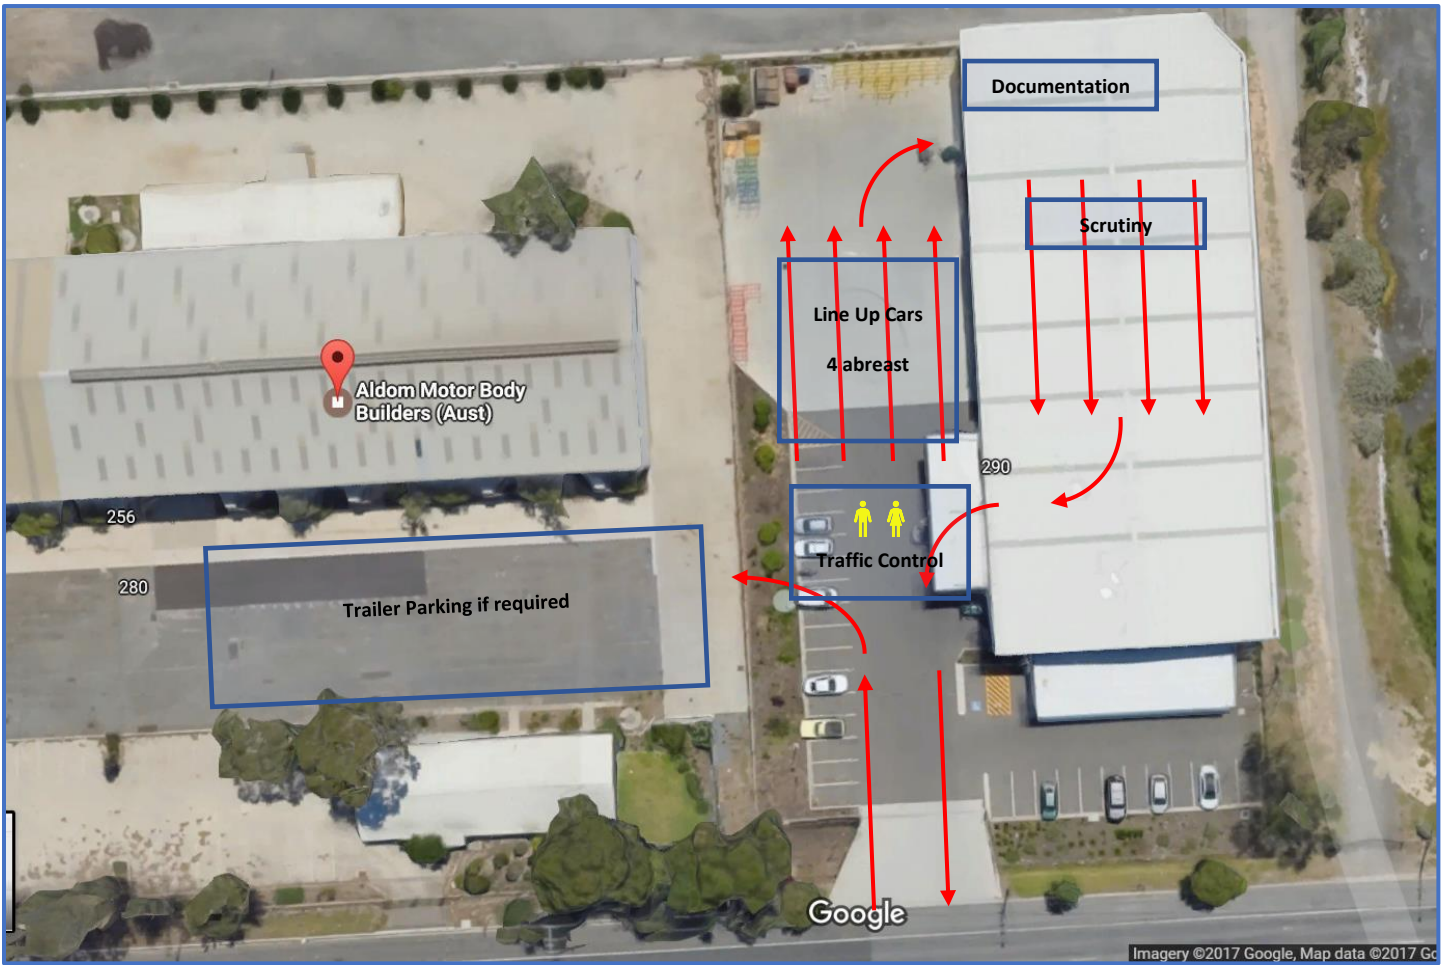 Documentation
Scrutiny
Line Up Cars
4 abreast
Aldom Motor Body
Builders (Aust)
290
256
Traffic Control
280
Trailer Parking if required
Google
Imagery ©2017 Google, Map data ©2017 Go